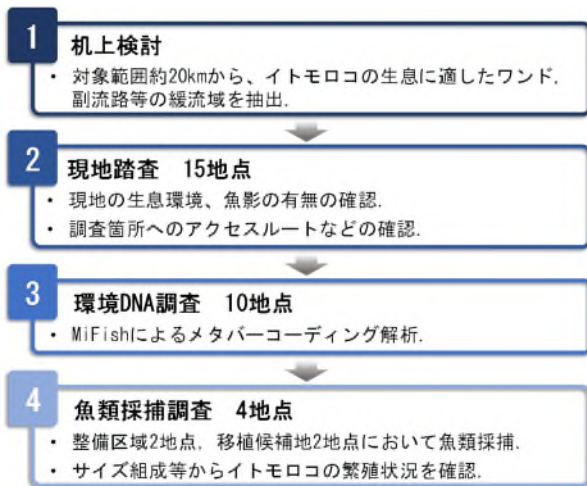 1
机上検討
・ 対象範囲約20kmから、イトモロコの生息に適したワンド,
副流路等の緩流域を抽出.
2
現地踏査 15地点
・ 現地の生息環境、魚影の有無の確認.
・ 調査箇所へのアクセスルートなどの確認.
3
環境DNA調査 10地点
・ MiFishによるメタバーコーディング解析.
4
魚類採捕調査 4地点
・ 整備区域2地点, 移植候補地2地点において魚類採捕.
・ サイズ組成等からイトモロコの繁殖状況を確認.